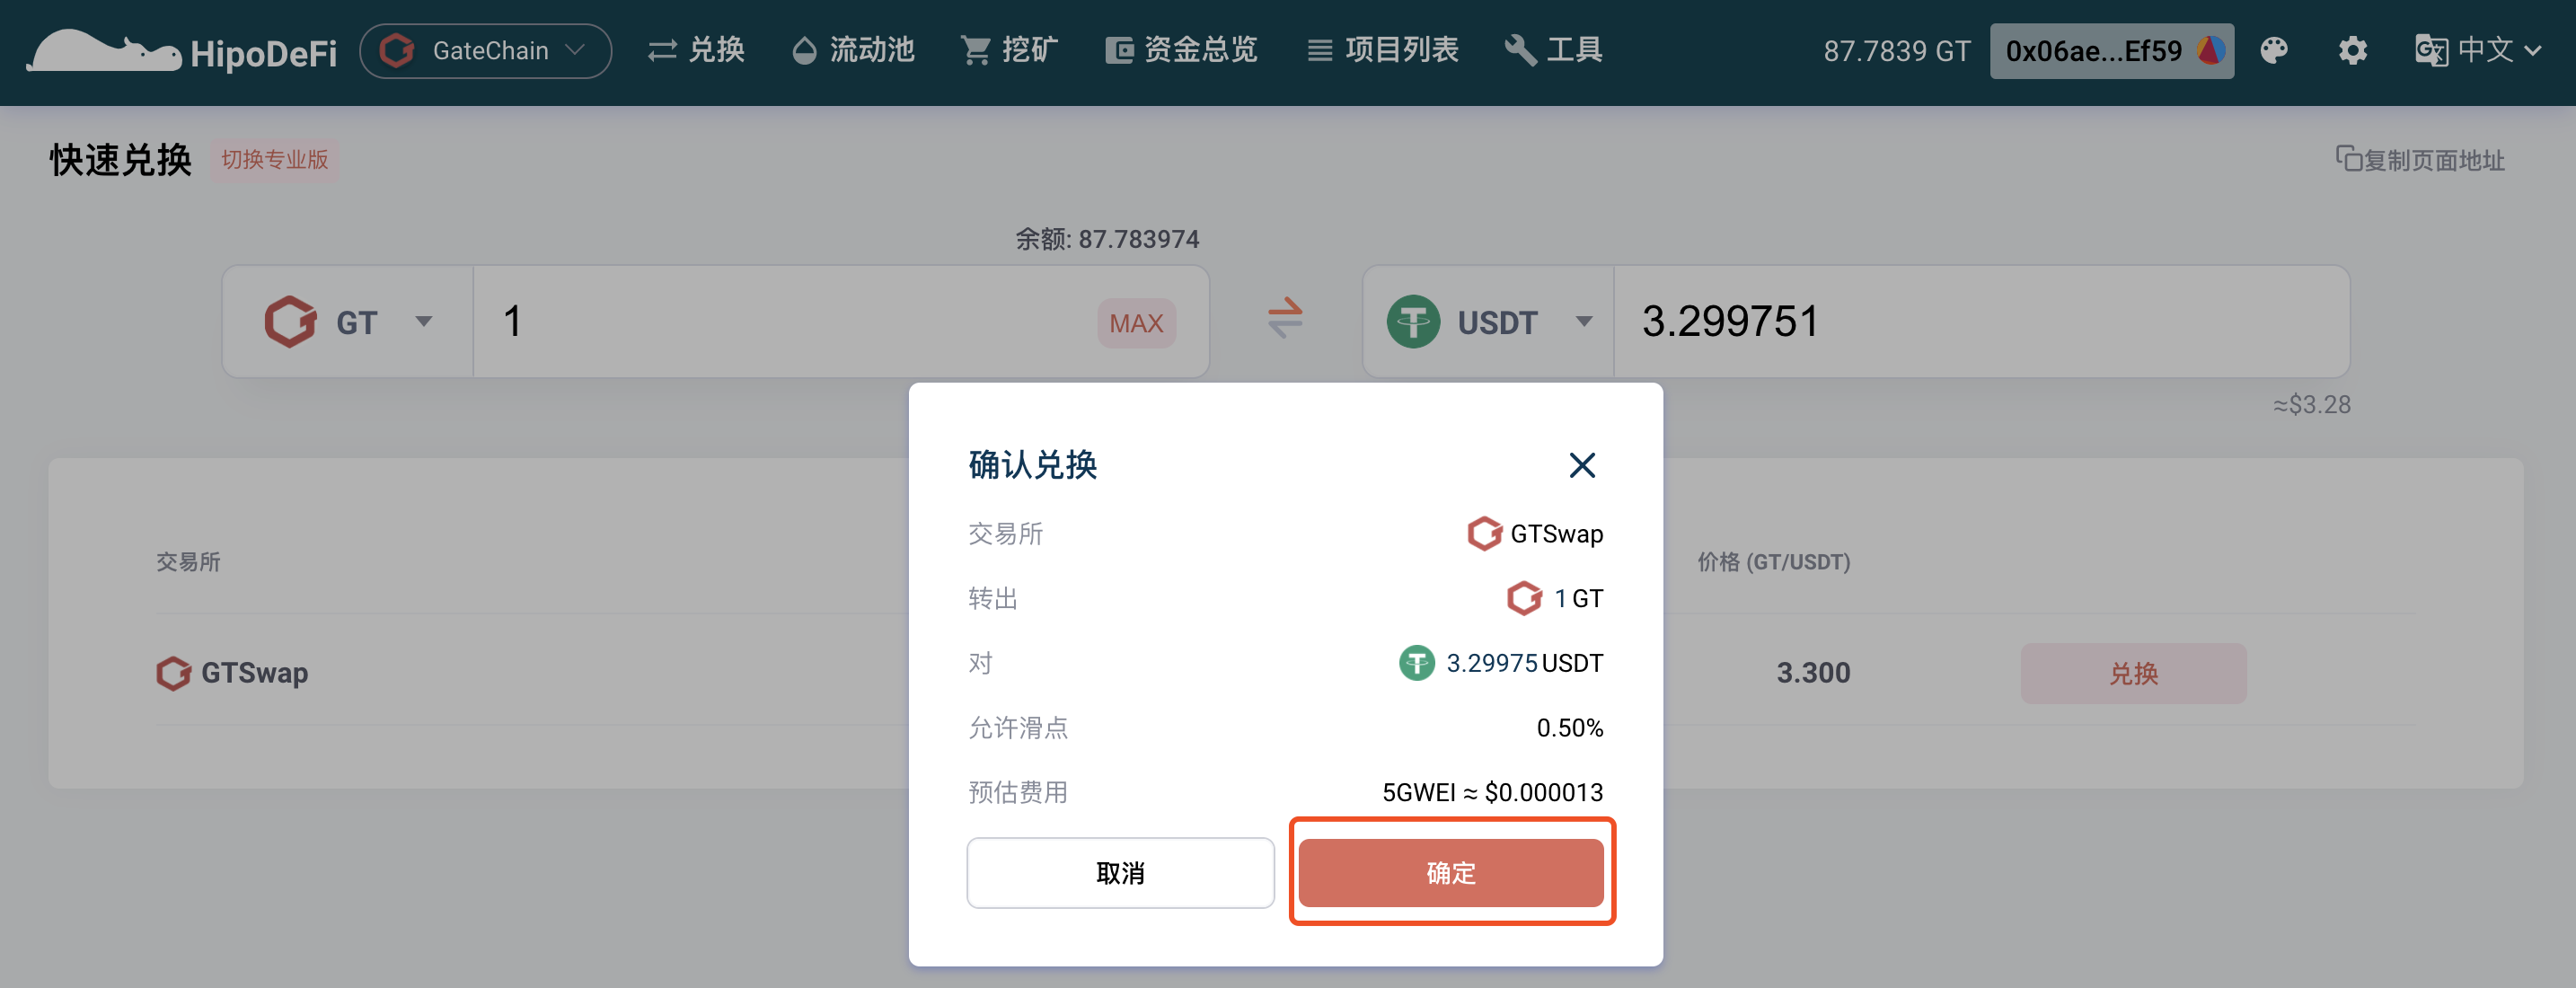 HipoDeFi GateChain 兑换 流动池 挖矿 资金总览 项目列表 工具 87.7839 GT 0x06ae...Ef59 中文
快速兑换 切换专业版 复制页面地址
余额: 87.783974
GT 1 MAX USDT 3.299751
≈$3.28
确认兑换
交易所 GTSwap
转出 1 GT
对 3.29975 USDT
允许滑点 0.50%
预估费用 5GWEI ≈ $0.000013
取消 确定
交易所 价格 (GT/USDT)
GTSwap 3.300 兑换